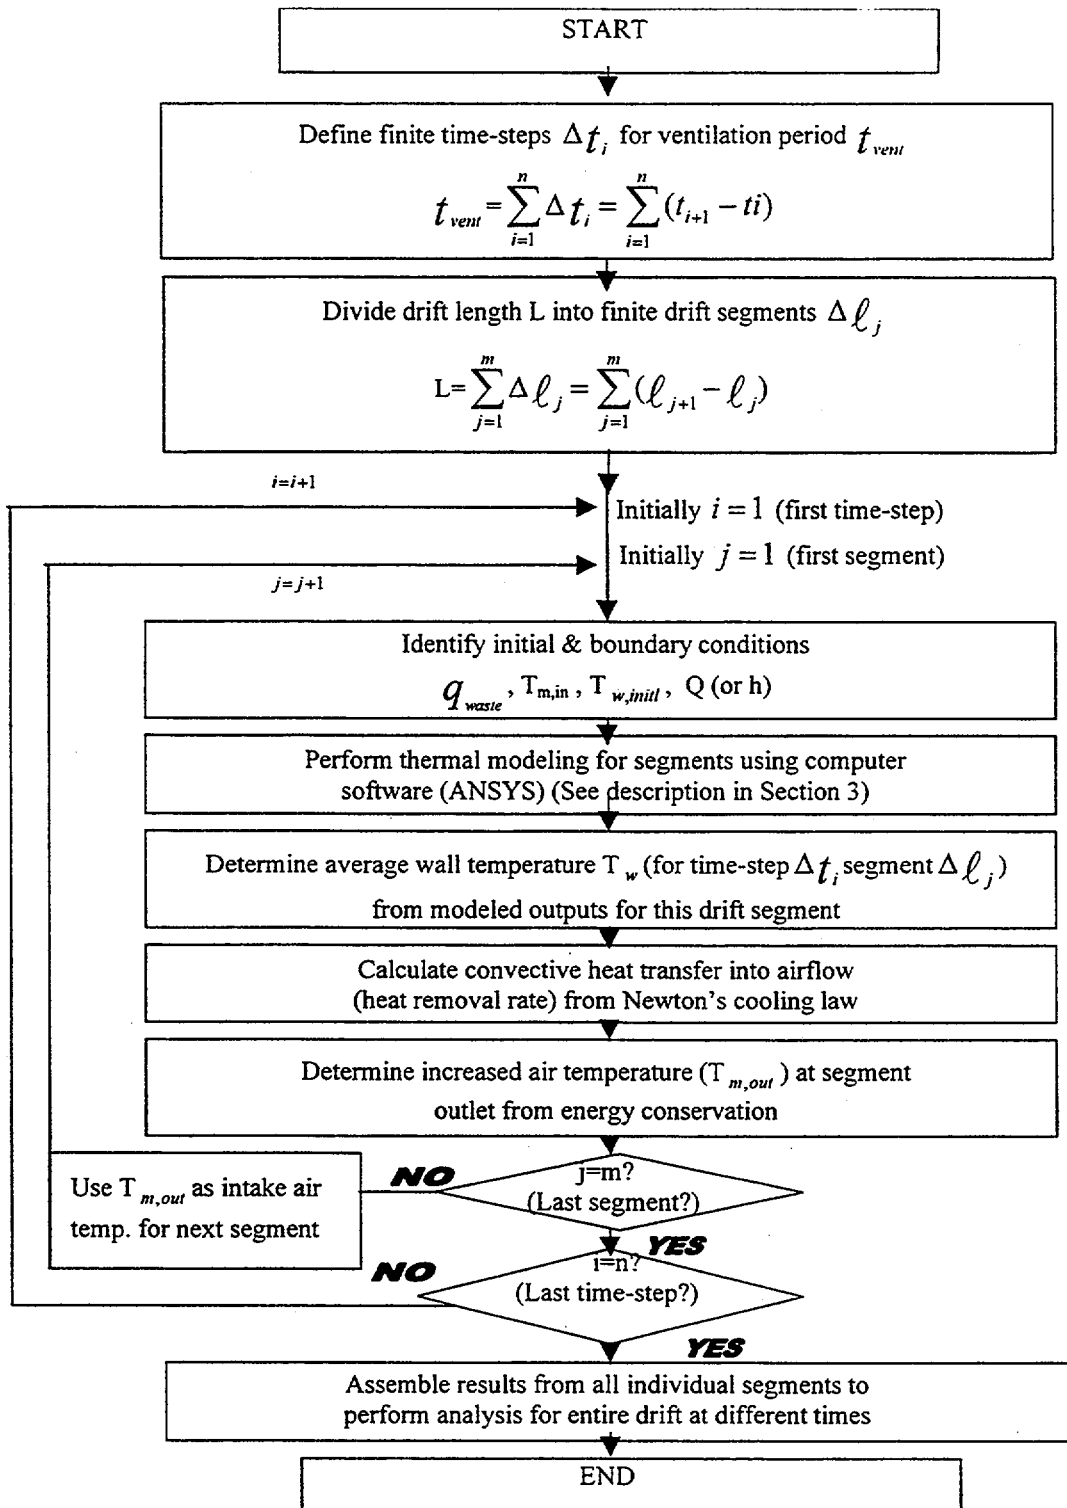 START
Define finite time-steps Δt_i for ventilation period t_vent
t_vent = \sum_{i=1}^{n} Δt_i = \sum_{i=1}^{n} (t_{i+1} − ti)
Divide drift length L into finite drift segments Δℓ_j
L= \sum_{j=1}^{m} Δℓ_j = \sum_{j=1}^{m} (ℓ_{j+1} − ℓ_j)
i=i+1
Initially i = 1 (first time-step)
Initially j = 1 (first segment)
j=j+1
Identify initial & boundary conditions
q_waste, T_m,in, T_w,initl, Q (or h)
Perform thermal modeling for segments using computer
software (ANSYS) (See description in Section 3)
Determine average wall temperature T_w (for time-step Δt_i segment Δℓ_j)
from modeled outputs for this drift segment
Calculate convective heat transfer into airflow
(heat removal rate) from Newton's cooling law
Determine increased air temperature (T_m,out) at segment
outlet from energy conservation
j=m?
(Last segment?)
NO
Use T_m,out as intake air
temp. for next segment
YES
i=n?
(Last time-step?)
NO
YES
Assemble results from all individual segments to
perform analysis for entire drift at different times
END